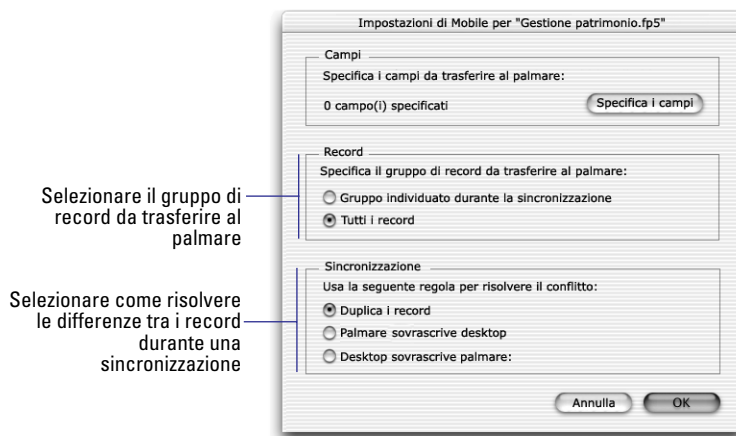 Impostazioni di Mobile per "Gestione patrimonio.fp5"
Campi
Specifica i campi da trasferire al palmare:
0 campo(i) specificati
Specifica i campi
Record
Specifica il gruppo di record da trasferire al palmare:
Gruppo individuato durante la sincronizzazione
Tutti i record
Selezionare il gruppo di
record da trasferire al
palmare
Sincronizzazione
Usa la seguente regola per risolvere il conflitto:
Duplica i record
Palmare sovrascrive desktop
Desktop sovrascrive palmare:
Selezionare come risolvere
le differenze tra i record
durante una
sincronizzazione
Annulla
OK